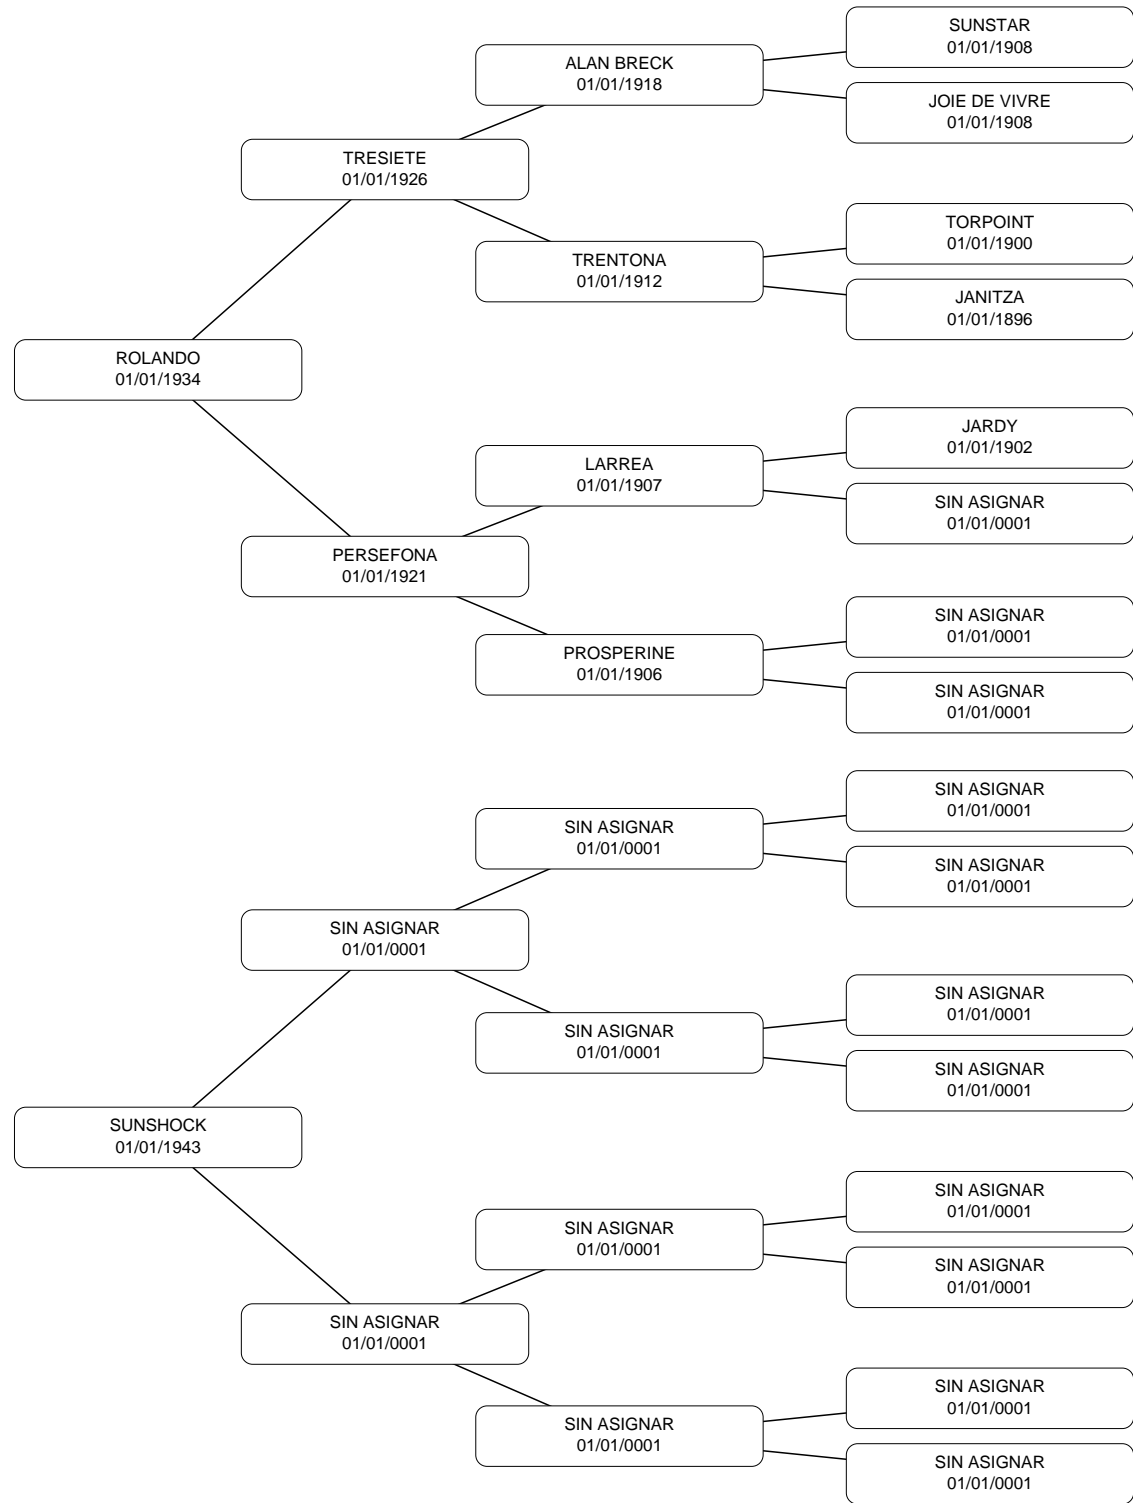 SUNSTAR
01/01/1908
ALAN BRECK
01/01/1918
JOIE DE VIVRE
01/01/1908
TRESIETE
01/01/1926
TORPOINT
01/01/1900
TRENTONA
01/01/1912
JANITZA
01/01/1896
ROLANDO
01/01/1934
JARDY
01/01/1902
LARREA
01/01/1907
SIN ASIGNAR
01/01/0001
PERSEFONA
01/01/1921
SIN ASIGNAR
01/01/0001
PROSPERINE
01/01/1906
SIN ASIGNAR
01/01/0001
SIN ASIGNAR
01/01/0001
SIN ASIGNAR
01/01/0001
SIN ASIGNAR
01/01/0001
SIN ASIGNAR
01/01/0001
SIN ASIGNAR
01/01/0001
SIN ASIGNAR
01/01/0001
SIN ASIGNAR
01/01/0001
SUNSHOCK
01/01/1943
SIN ASIGNAR
01/01/0001
SIN ASIGNAR
01/01/0001
SIN ASIGNAR
01/01/0001
SIN ASIGNAR
01/01/0001
SIN ASIGNAR
01/01/0001
SIN ASIGNAR
01/01/0001
SIN ASIGNAR
01/01/0001